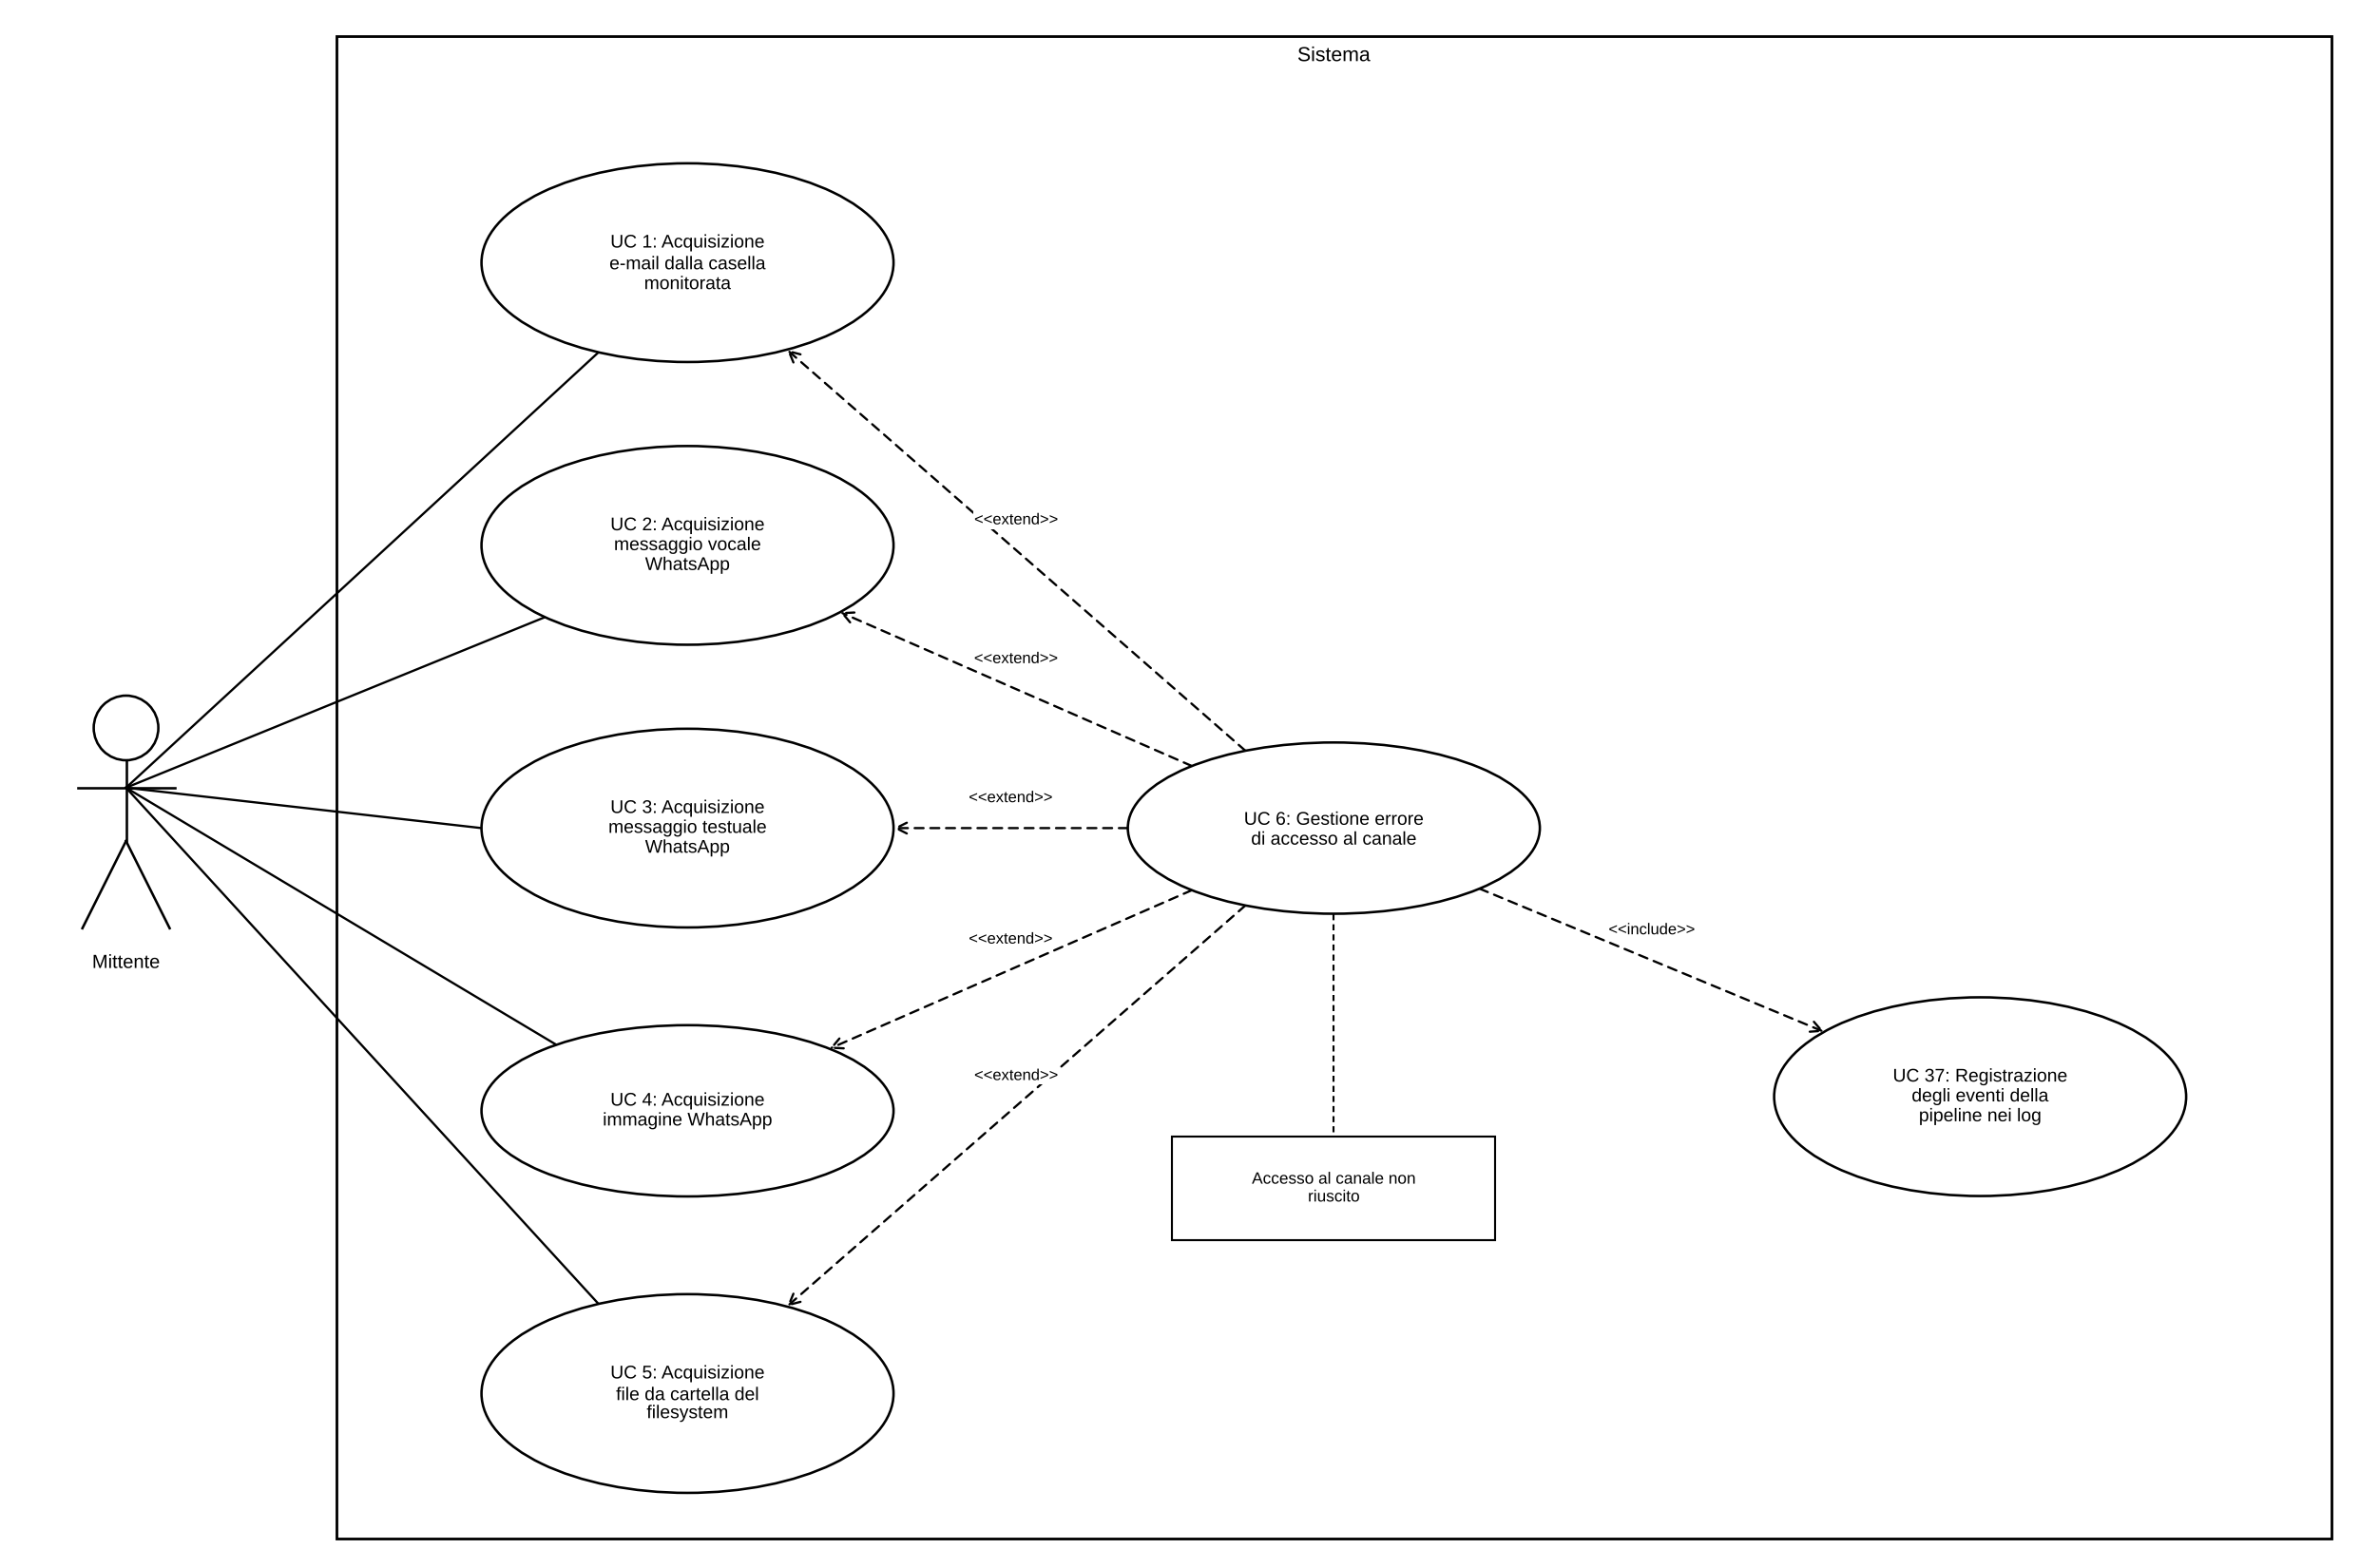 Sistema
UC 1: Acquisizione
e-mail dalla casella
monitorata
UC 2: Acquisizione
messaggio vocale
WhatsApp
<<extend>>
<<extend>>
Mittente
UC 3: Acquisizione
messaggio testuale
WhatsApp
<<extend>>
UC 6: Gestione errore
di accesso al canale
<<extend>>
<<include>>
UC 4: Acquisizione
immagine WhatsApp
<<extend>>
UC 37: Registrazione
degli eventi della
pipeline nei log
Accesso al canale non
riuscito
UC 5: Acquisizione
file da cartella del
filesystem